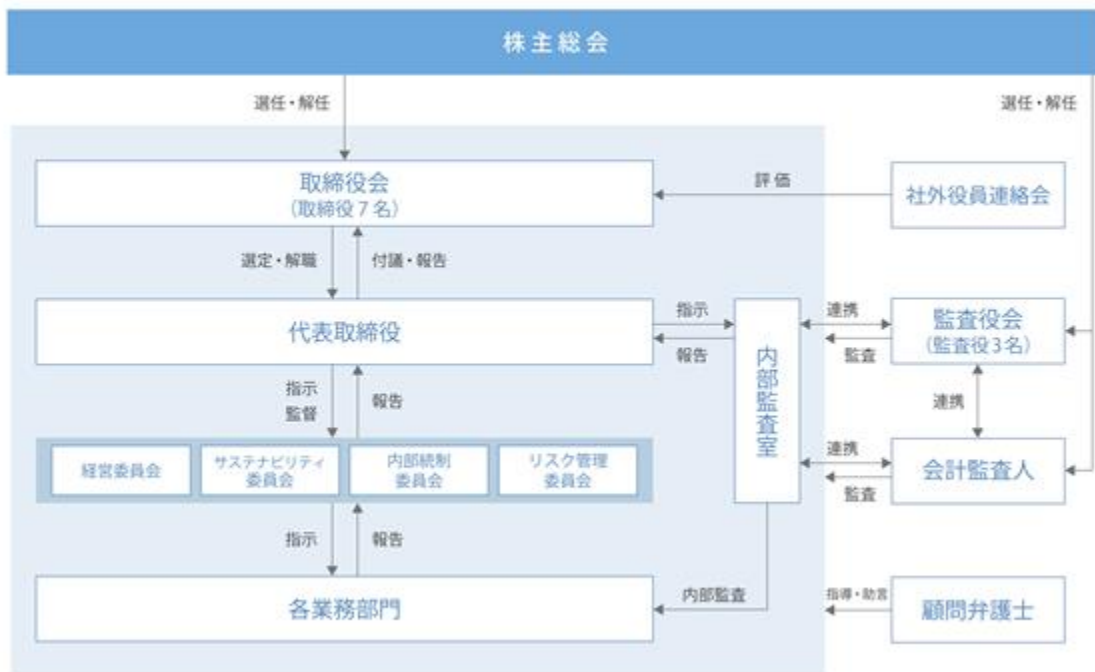 株主総会
選任・解任
選任・解任
取締役会
（取締役7名）
評価
社外役員連絡会
選定・解職
付議・報告
代表取締役
指示
報告
内部監査室
連携
監査
監査役会
（監査役3名）
指示
監督
報告
連携
経営委員会
サステナビリティ
委員会
内部統制
委員会
リスク管理
委員会
連携
監査
会計監査人
指示
報告
各業務部門
内部監査
指導・助言
顧問弁護士